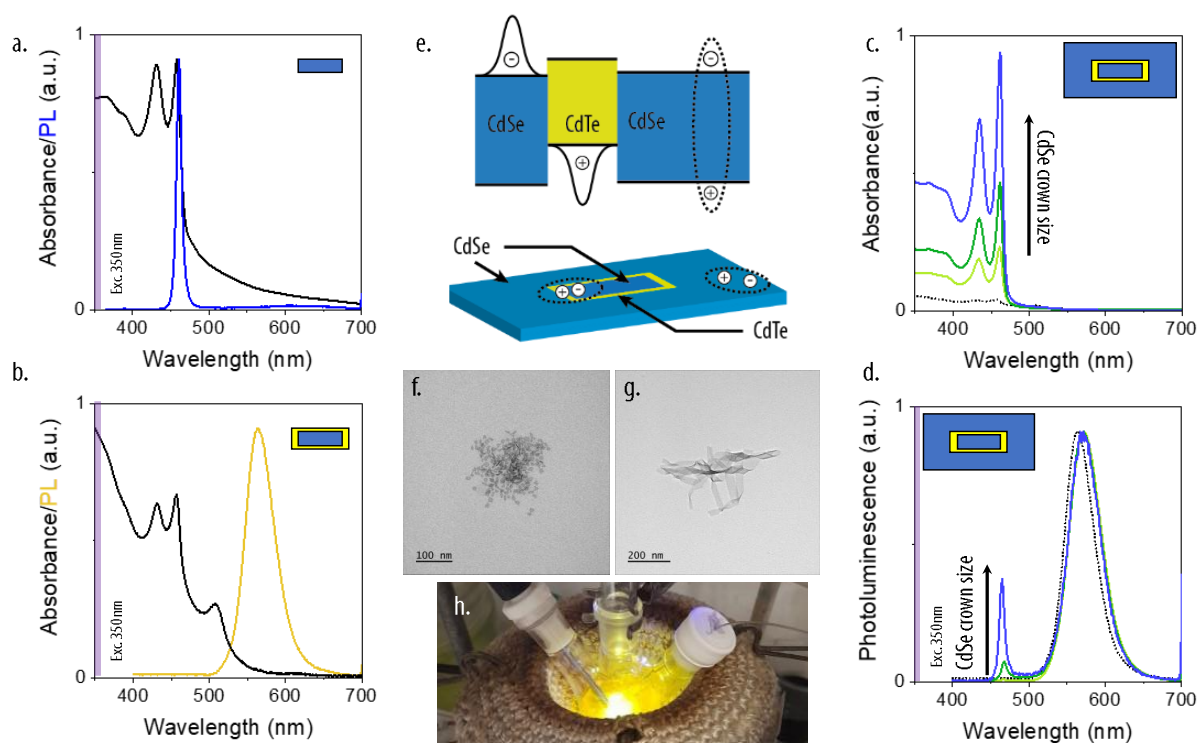 a.
1
Absorbance/PL (a.u.)
0
Exc. 350nm
400
500
600
700
Wavelength (nm)
b.
1
Absorbance/PL (a.u.)
0
Exc. 350nm
400
500
600
700
Wavelength (nm)
e.
CdSe
CdTe
CdSe
CdSe
CdTe
f.
100 nm
g.
200 nm
h.
c.
1
Absorbance(a.u.)
0
CdSe crown size
400
500
600
700
Wavelength (nm)
d.
1
Photoluminescence (a.u.)
0
Exc. 350nm
CdSe crown size
400
500
600
700
Wavelength (nm)